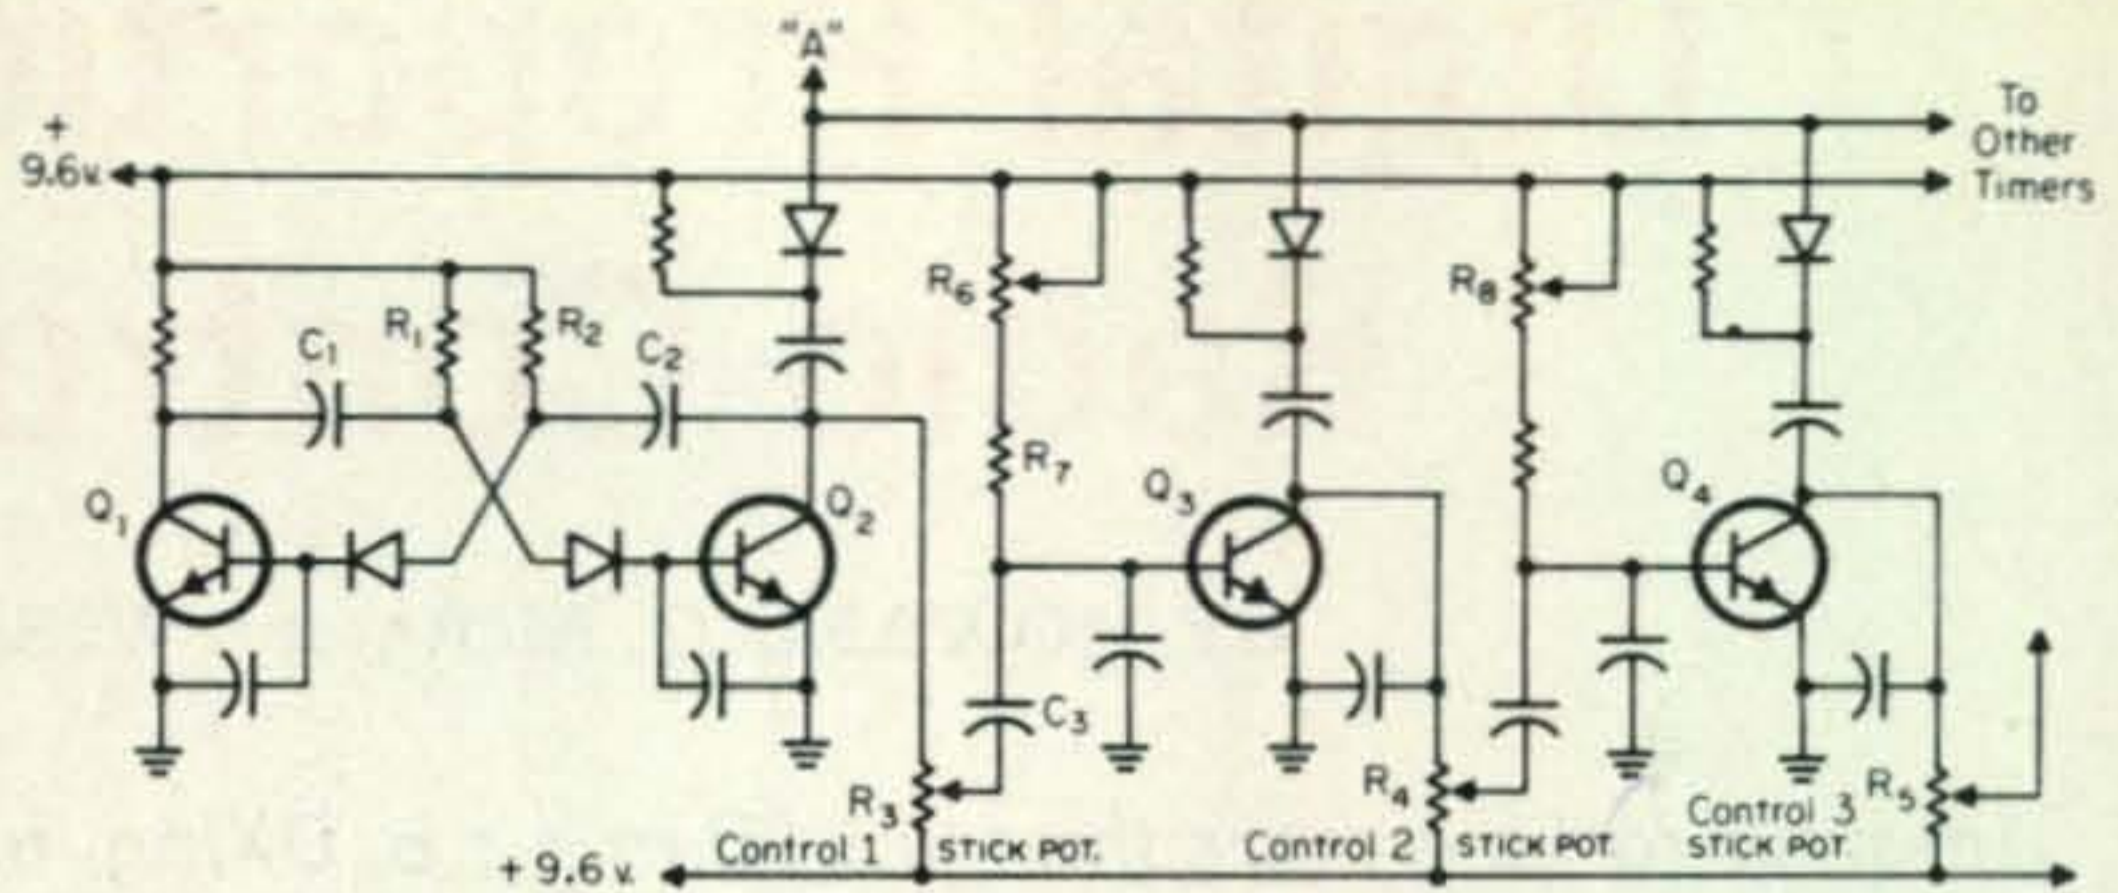 "A"
+
9.6v.
To
Other
Timers
R6
R8
C1
R1
R2
C2
R7
Q1
Q2
Q3
Q4
C3
R3
R4
R5
Control 1
STICK POT.
Control 2
STICK POT.
Control 3
STICK POT.
+ 9.6 v.